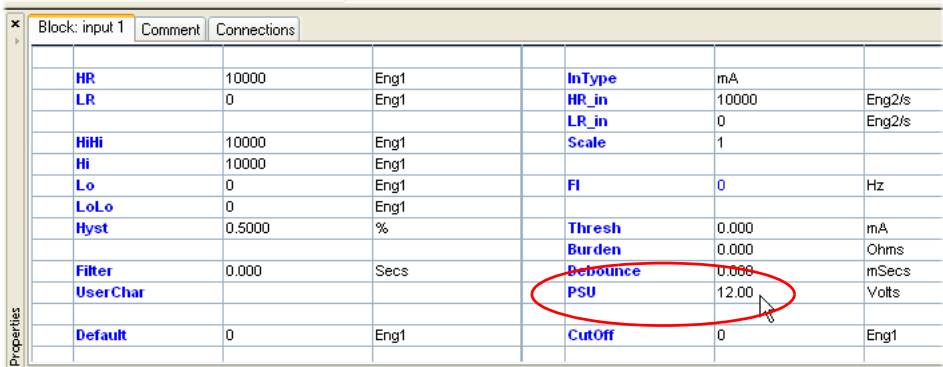 Block: input 1 Comment Connections
HR 10000 Eng1 InType mA
LR 0 Eng1 HR_in 10000 Eng2/s
LR_in 0 Eng2/s
HiHi 10000 Eng1 Scale 1
Hi 10000 Eng1
Lo 0 Eng1 FI 0 Hz
LoLo 0 Eng1
Hyst 0.5000 % Thresh 0.000 mA
Burden 0.000 Ohms
Filter 0.000 Secs Debounce 0.000 mSecs
UserChar PSU 12.00 Volts
Default 0 Eng1 CutOff 0 Eng1
Properties